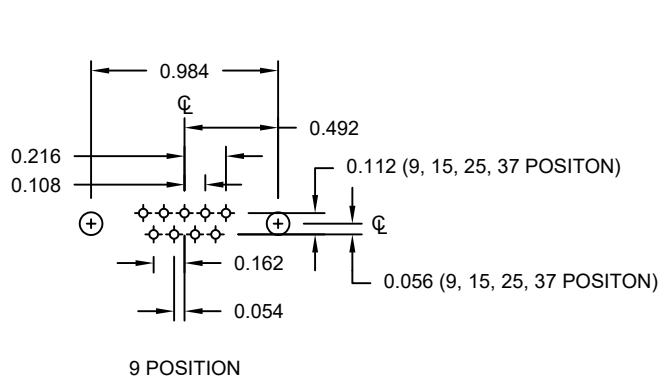 0.984
℄
0.492
0.216
0.112 (9, 15, 25, 37 POSITON)
0.108
℄
0.162
0.056 (9, 15, 25, 37 POSITON)
0.054
9 POSITION